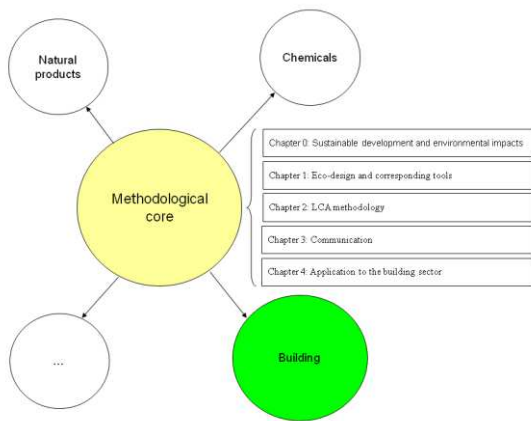 Natural
products
Chemicals
Methodological
core
Chapter 0: Sustainable development and environmental impacts
Chapter 1: Eco-design and corresponding tools
Chapter 2: LCA methodology
Chapter 3: Communication
Chapter 4: Application to the building sector
...
Building